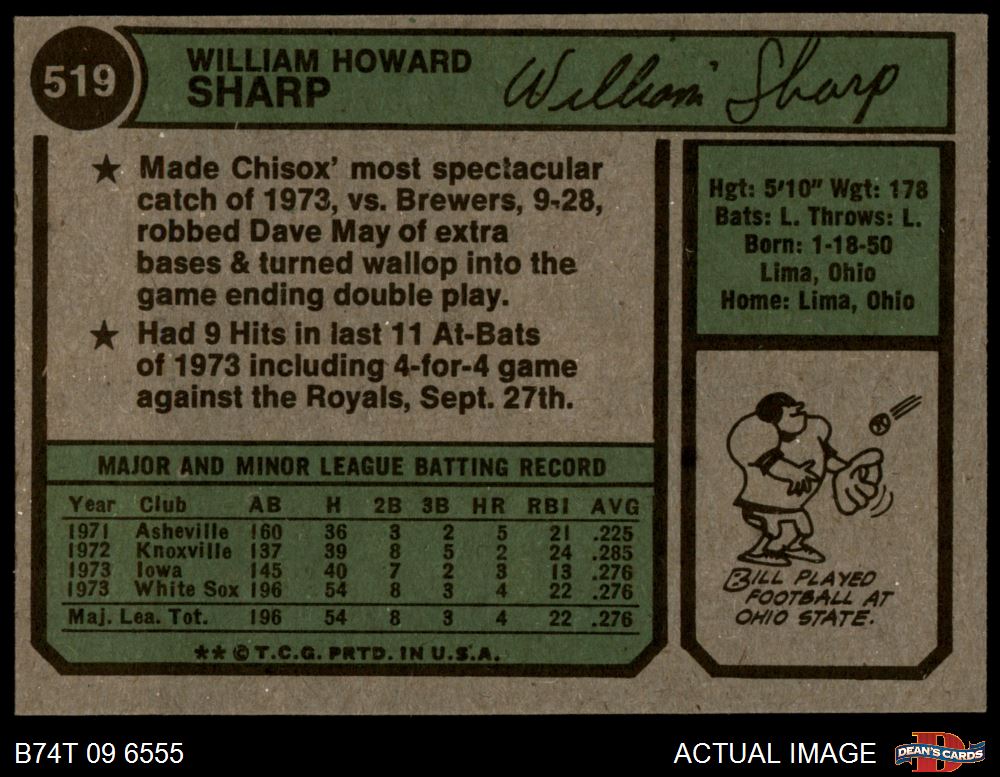 519
WILLIAM HOWARD
SHARP
William Sharp
★ Made Chisox' most spectacular
catch of 1973, vs. Brewers, 9-28,
robbed Dave May of extra
bases & turned wallop into the
game ending double play.
★ Had 9 Hits in last 11 At-Bats
of 1973 including 4-for-4 game
against the Royals, Sept. 27th.
Hgt: 5'10" Wgt: 178
Bats: L. Throws: L.
Born: 1-18-50
Lima, Ohio
Home: Lima, Ohio
MAJOR AND MINOR LEAGUE BATTING RECORD
Year Club AB H 2B 3B HR RBI AVG
1971 Asheville 160 36 3 2 5 21 .225
1972 Knoxville 137 39 8 5 2 24 .285
1973 Iowa 145 40 7 2 3 13 .276
1973 White Sox 196 54 8 3 4 22 .276
Maj. Lea. Tot. 196 54 8 3 4 22 .276
** © T.C.G. PRTD. IN U.S.A.
BILL PLAYED
FOOTBALL AT
OHIO STATE.
B74T 09 6555
ACTUAL IMAGE
D
DEAN'S CARDS